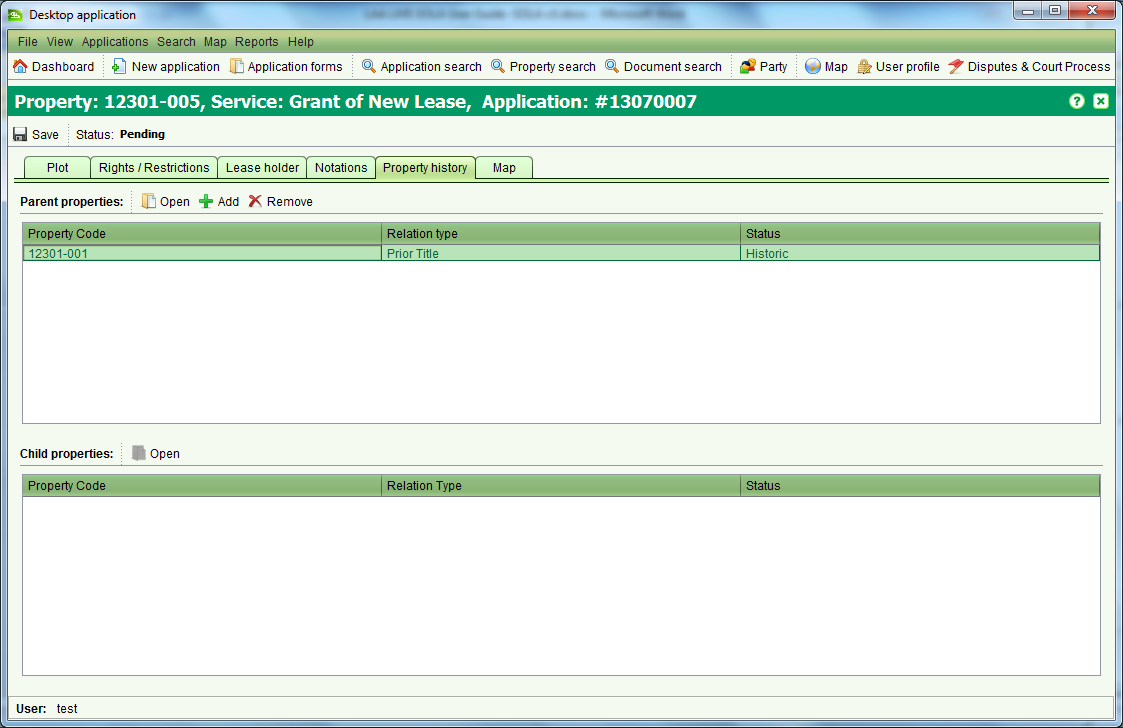 Desktop application
File View Applications Search Map Reports Help
Dashboard New application Application forms Application search Property search Document search Party Map User profile Disputes & Court Process
Property: 12301-005, Service: Grant of New Lease, Application: #13070007
Save Status: Pending
Plot Rights / Restrictions Lease holder Notations Property history Map
Parent properties: Open Add Remove
Property Code Relation type Status
12301-001 Prior Title Historic
Child properties: Open
Property Code Relation Type Status
User: test